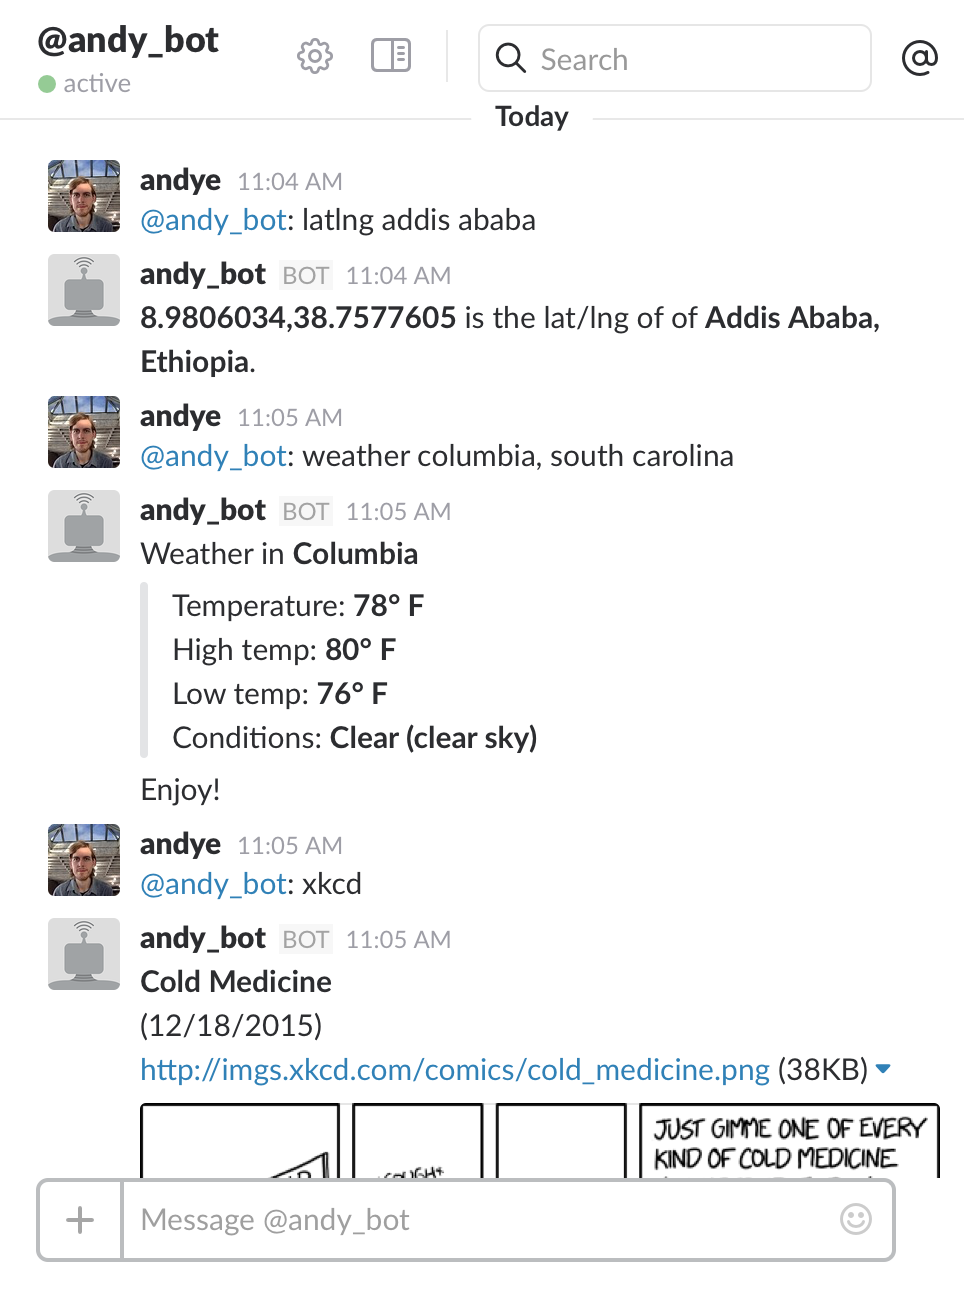 @andy_bot
active
Search
Today
andye 11:04 AM
@andy_bot: latlng addis ababa
andy_bot BOT 11:04 AM
8.9806034,38.7577605 is the lat/lng of of Addis Ababa,
Ethiopia.
andye 11:05 AM
@andy_bot: weather columbia, south carolina
andy_bot BOT 11:05 AM
Weather in Columbia
Temperature: 78° F
High temp: 80° F
Low temp: 76° F
Conditions: Clear (clear sky)
Enjoy!
andye 11:05 AM
@andy_bot: xkcd
andy_bot BOT 11:05 AM
Cold Medicine
(12/18/2015)
http://imgs.xkcd.com/comics/cold_medicine.png (38KB)
JUST GIMME ONE OF EVERY
KIND OF COLD MEDICINE
Message @andy_bot